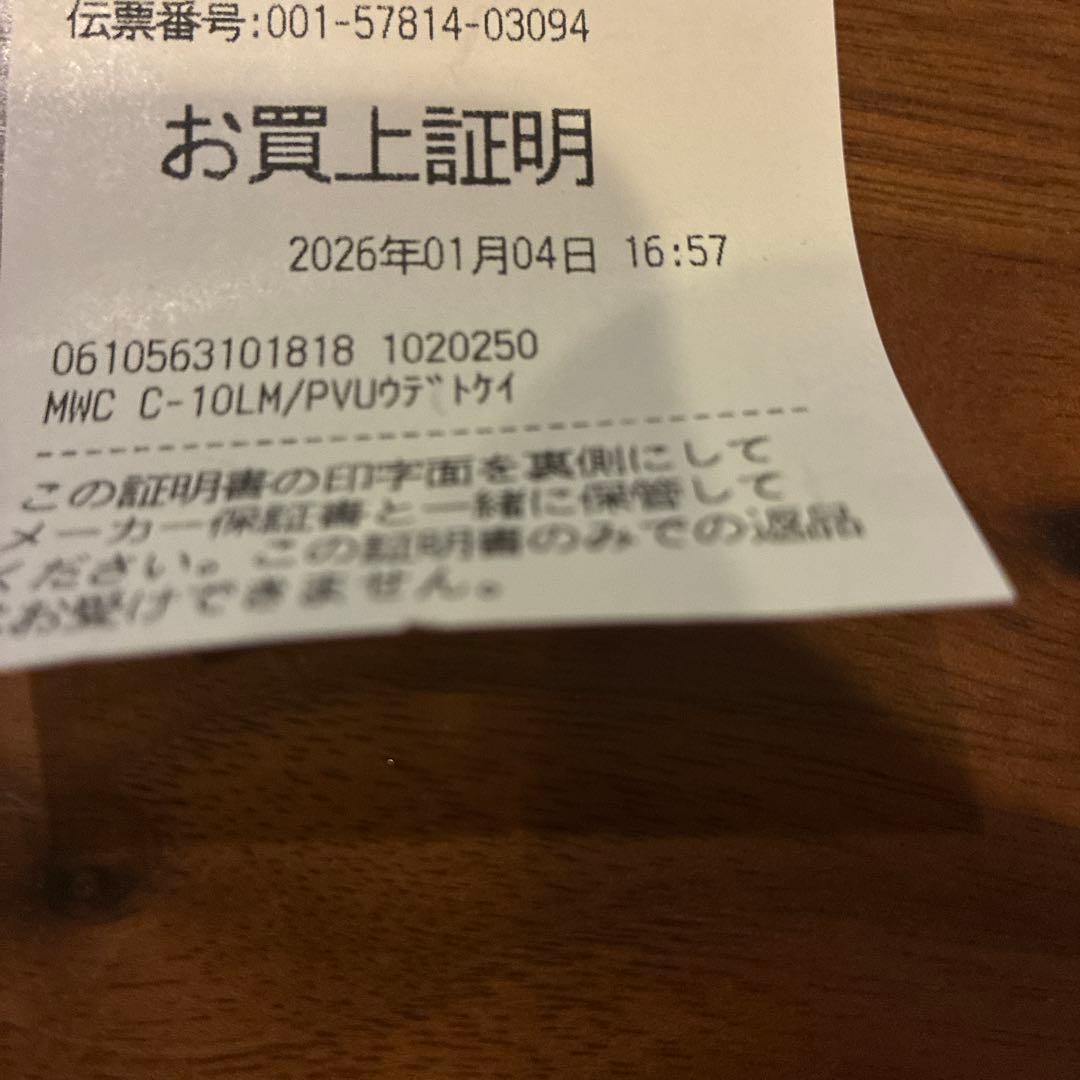 伝票番号:001-57814-03094
お買上証明
2026年01月04日 16:57
0610563101818 1020250
MWC C-10LM/PVUウデトケイ
この証明書の印字面を裏側にして
メーカー保証書と一緒に保管して
ください。この証明書のみでの返品
はお受けできません。